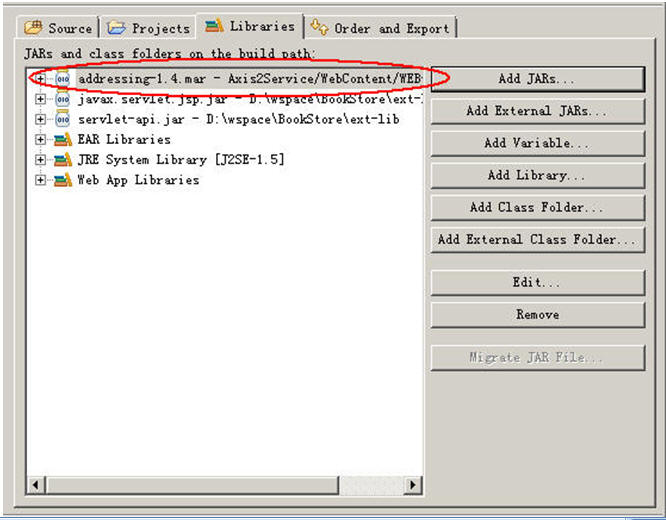 Source Projects Libraries Order and Export
JARs and class folders on the build path:
addressing-1.4.mar - Axis2Service/WebContent/WEB
javax.servlet.jsp.jar - D:\wspace\BookStore\ext-
servlet-api.jar - D:\wspace\BookStore\ext-lib
EAR Libraries
JRE System Library [J2SE-1.5]
Web App Libraries
Add JARs...
Add External JARs...
Add Variable...
Add Library...
Add Class Folder...
Add External Class Folder...
Edit...
Remove
Migrate JAR File...